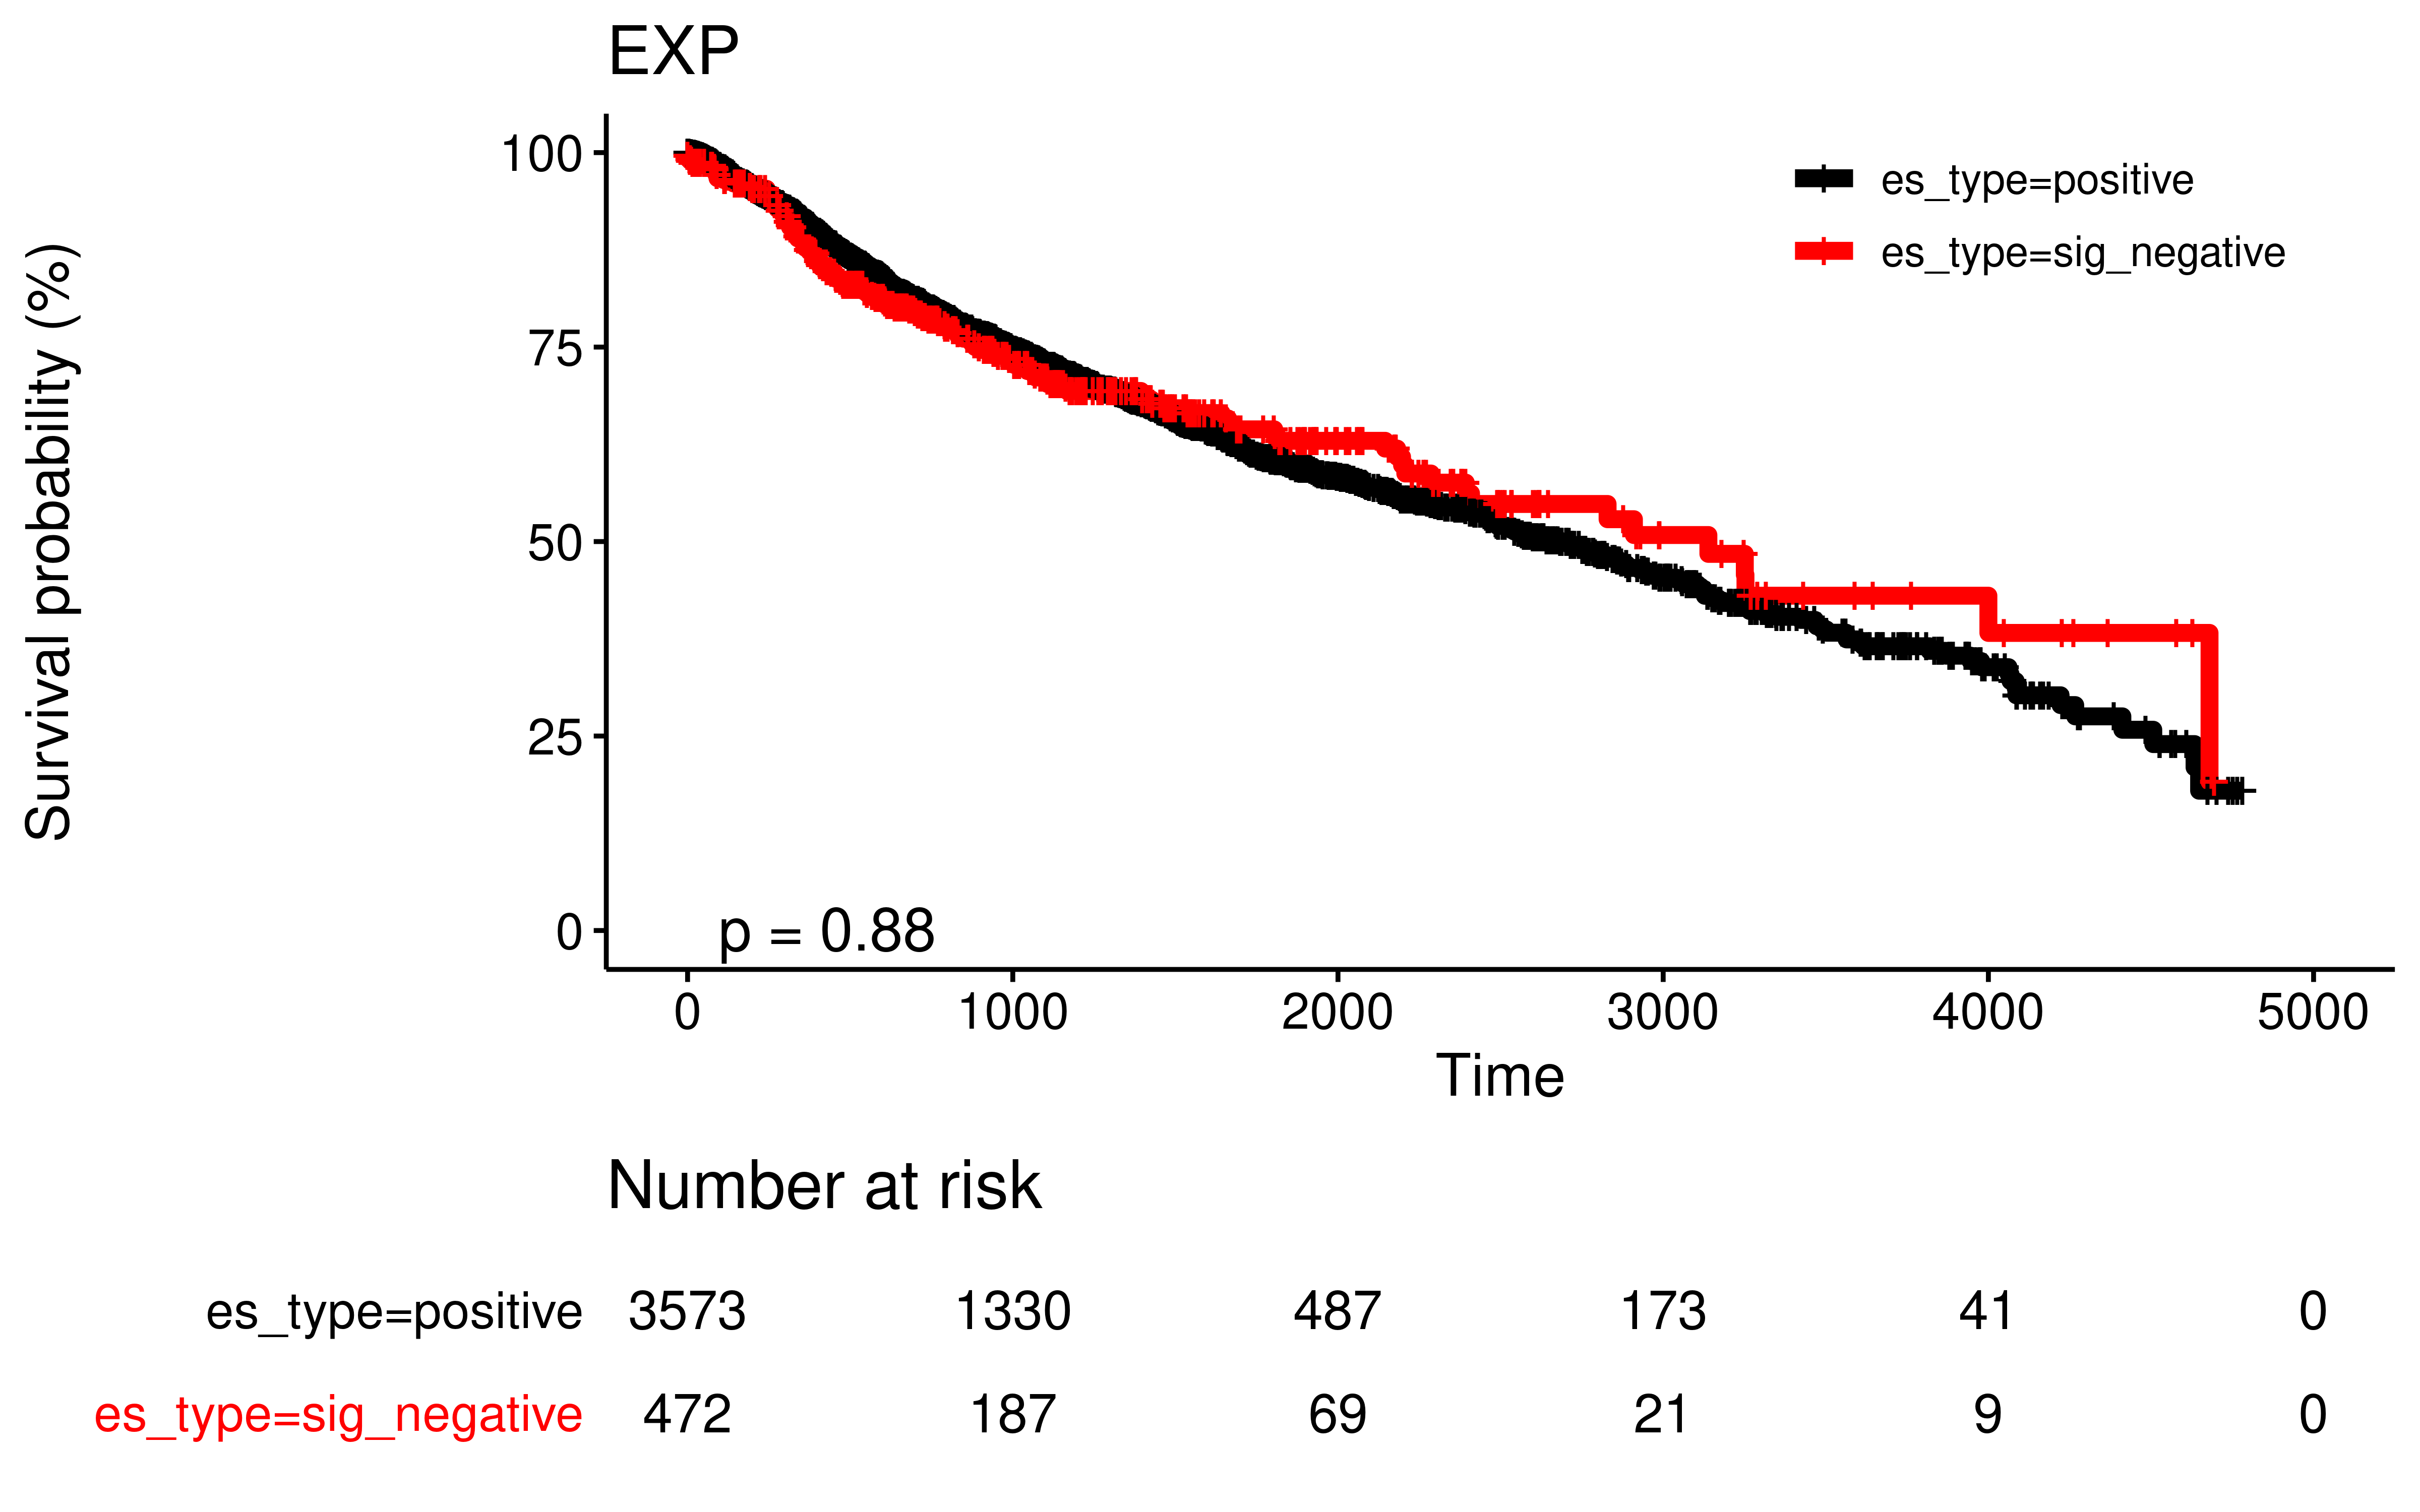 EXP
Survival probability (%)
100
75
50
25
0
es_type=positive
es_type=sig_negative
p = 0.88
0 1000 2000 3000 4000 5000
Time
Number at risk
es_type=positive 3573 1330 487 173 41 0
es_type=sig_negative 472 187 69 21 9 0